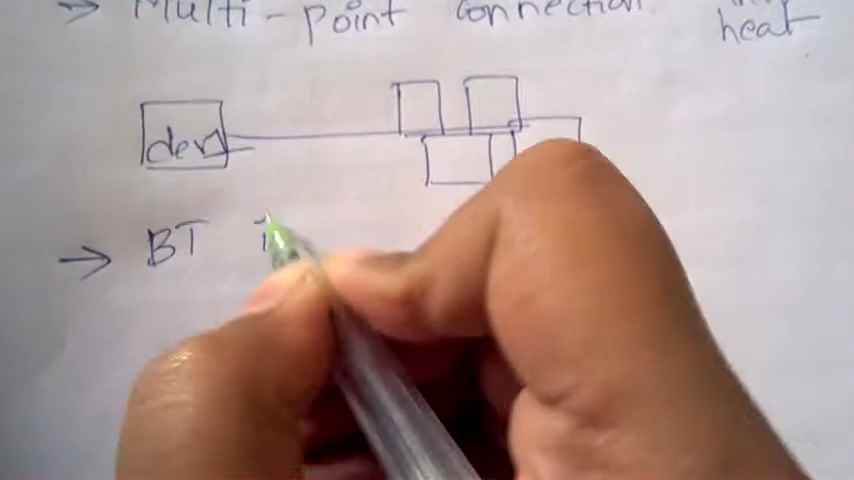 → Multi-point connection.
heat
dev
→ BT i